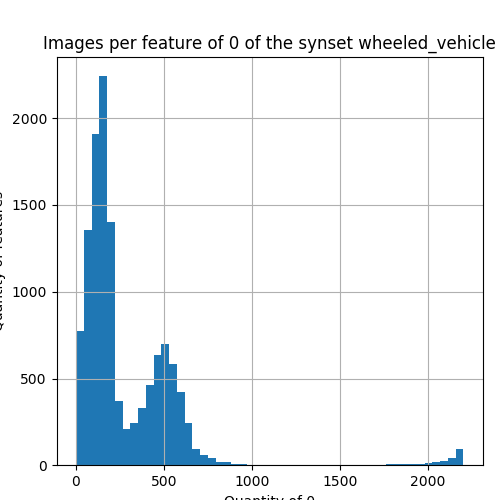 Images per feature of 0 of the synset wheeled_vehicle
2000
1500
1000
500
0
Quantity of features
0 500 1000 1500 2000
Quantity of 0